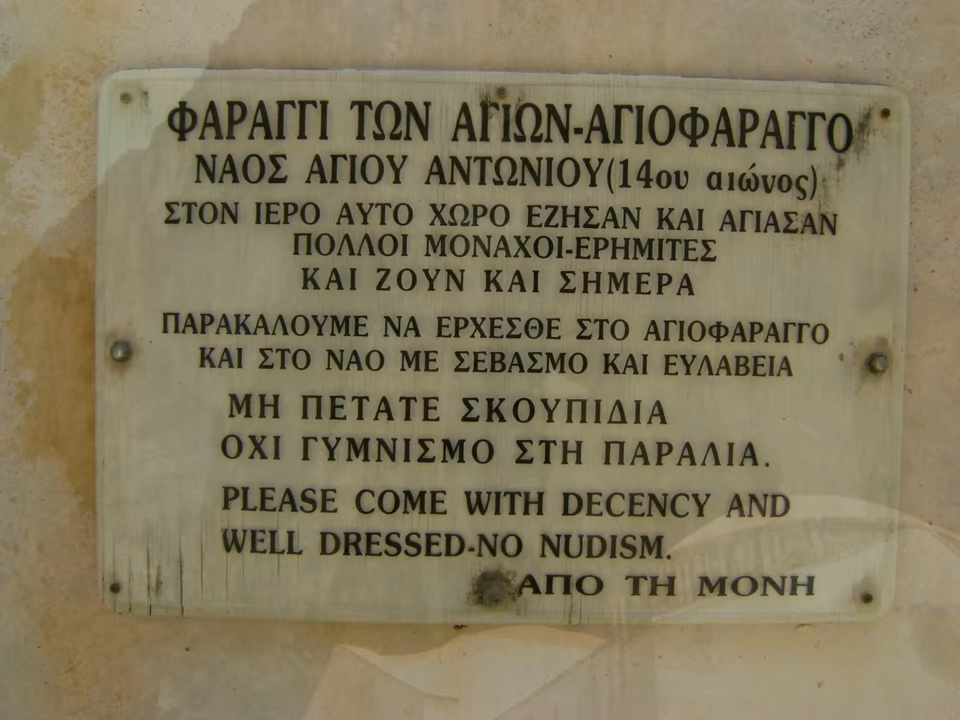 ΦΑΡΑΓΓΙ ΤΩΝ ΑΓΙΩΝ-ΑΓΙΟΦΑΡΑΓΓΟ
ΝΑΟΣ ΑΓΙΟΥ ΑΝΤΩΝΙΟΥ(14ου αιώνος)
ΣΤΟΝ ΙΕΡΟ ΑΥΤΟ ΧΩΡΟ ΕΖΗΣΑΝ ΚΑΙ ΑΓΙΑΣΑΝ
ΠΟΛΛΟΙ ΜΟΝΑΧΟΙ-ΕΡΗΜΙΤΕΣ
ΚΑΙ ΖΟΥΝ ΚΑΙ ΣΗΜΕΡΑ
ΠΑΡΑΚΑΛΟΥΜΕ ΝΑ ΕΡΧΕΣΘΕ ΣΤΟ ΑΓΙΟΦΑΡΑΓΓΟ
ΚΑΙ ΣΤΟ ΝΑΟ ΜΕ ΣΕΒΑΣΜΟ ΚΑΙ ΕΥΛΑΒΕΙΑ
ΜΗ ΠΕΤΑΤΕ ΣΚΟΥΠΙΔΙΑ
ΟΧΙ ΓΥΜΝΙΣΜΟ ΣΤΗ ΠΑΡΑΛΙΑ.
PLEASE COME WITH DECENCY AND
WELL DRESSED-NO NUDISM.
ΑΠΟ ΤΗ ΜΟΝΗ